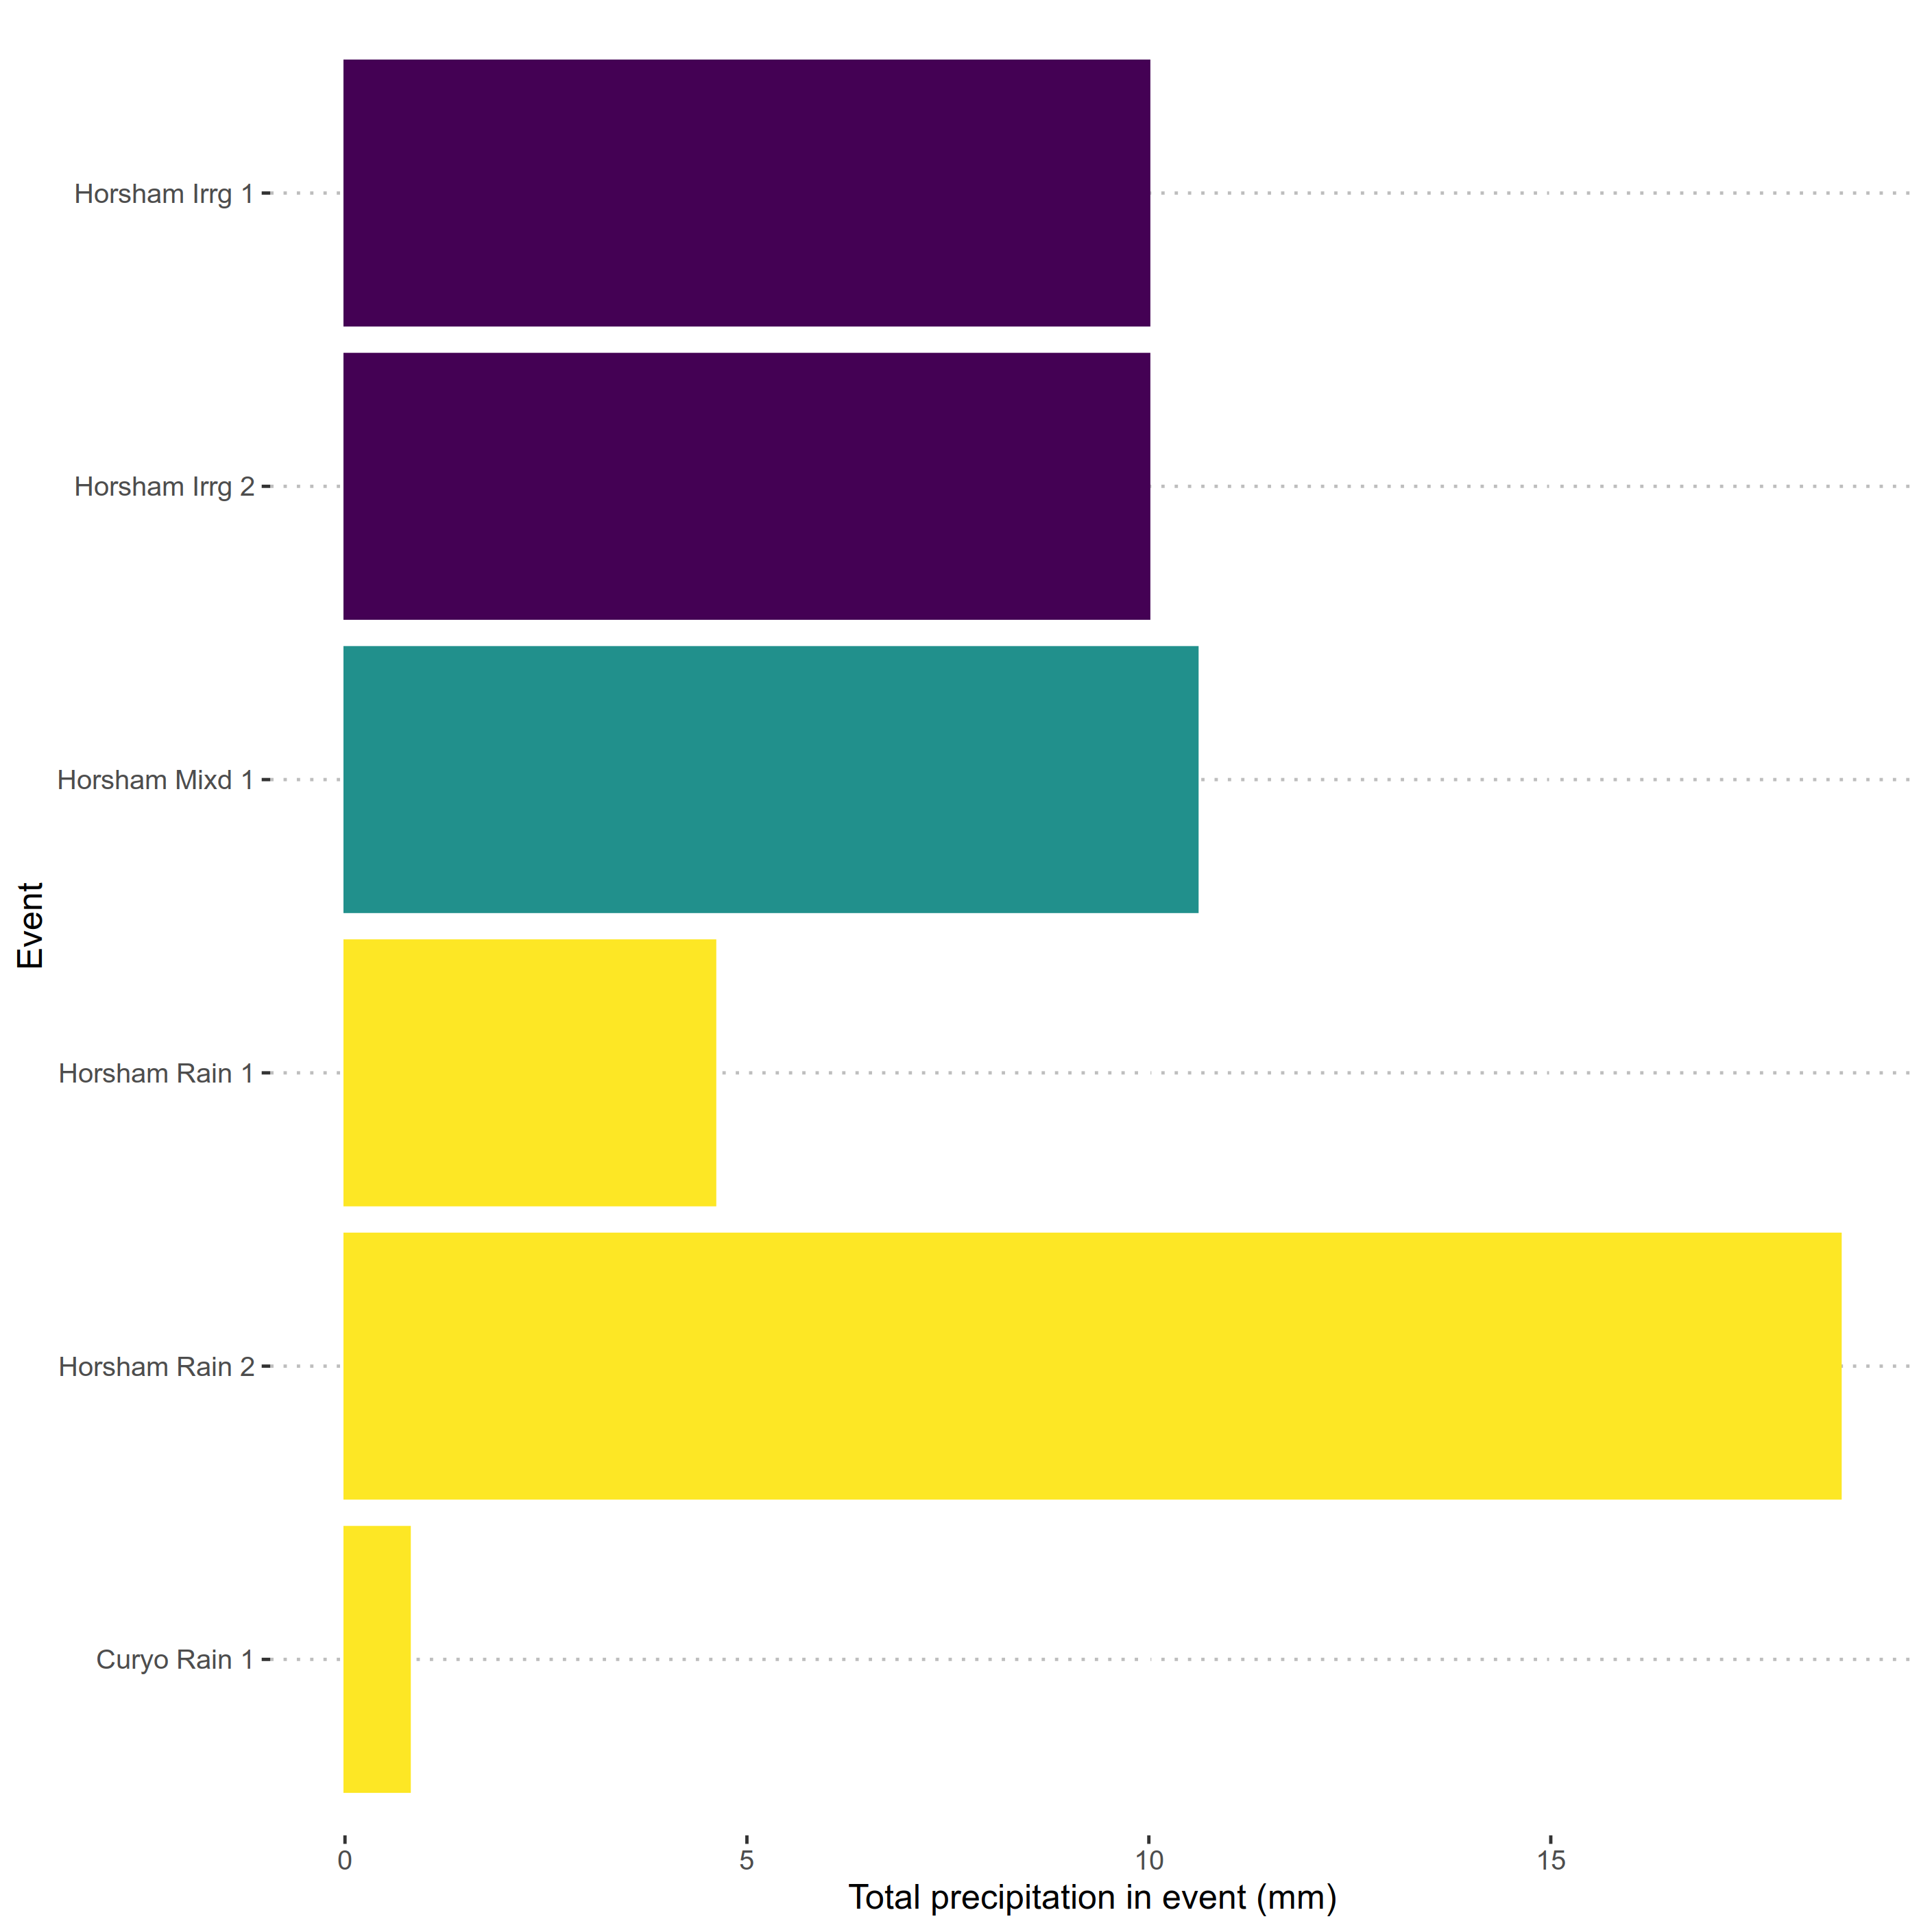 Event
Horsham Irrg 1
Horsham Irrg 2
Horsham Mixd 1
Horsham Rain 1
Horsham Rain 2
Curyo Rain 1
0 5 10 15
Total precipitation in event (mm)